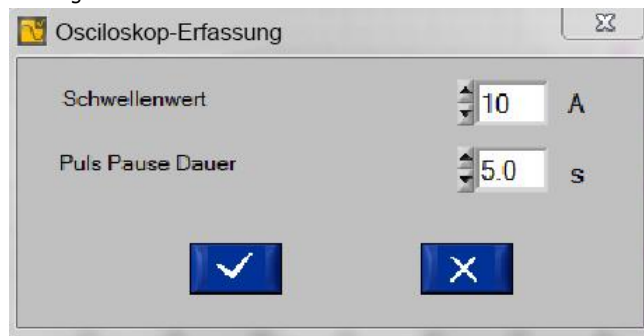 Osciloskop-Erfassung
Schwellenwert 10 A
Puls Pause Dauer 5.0 s